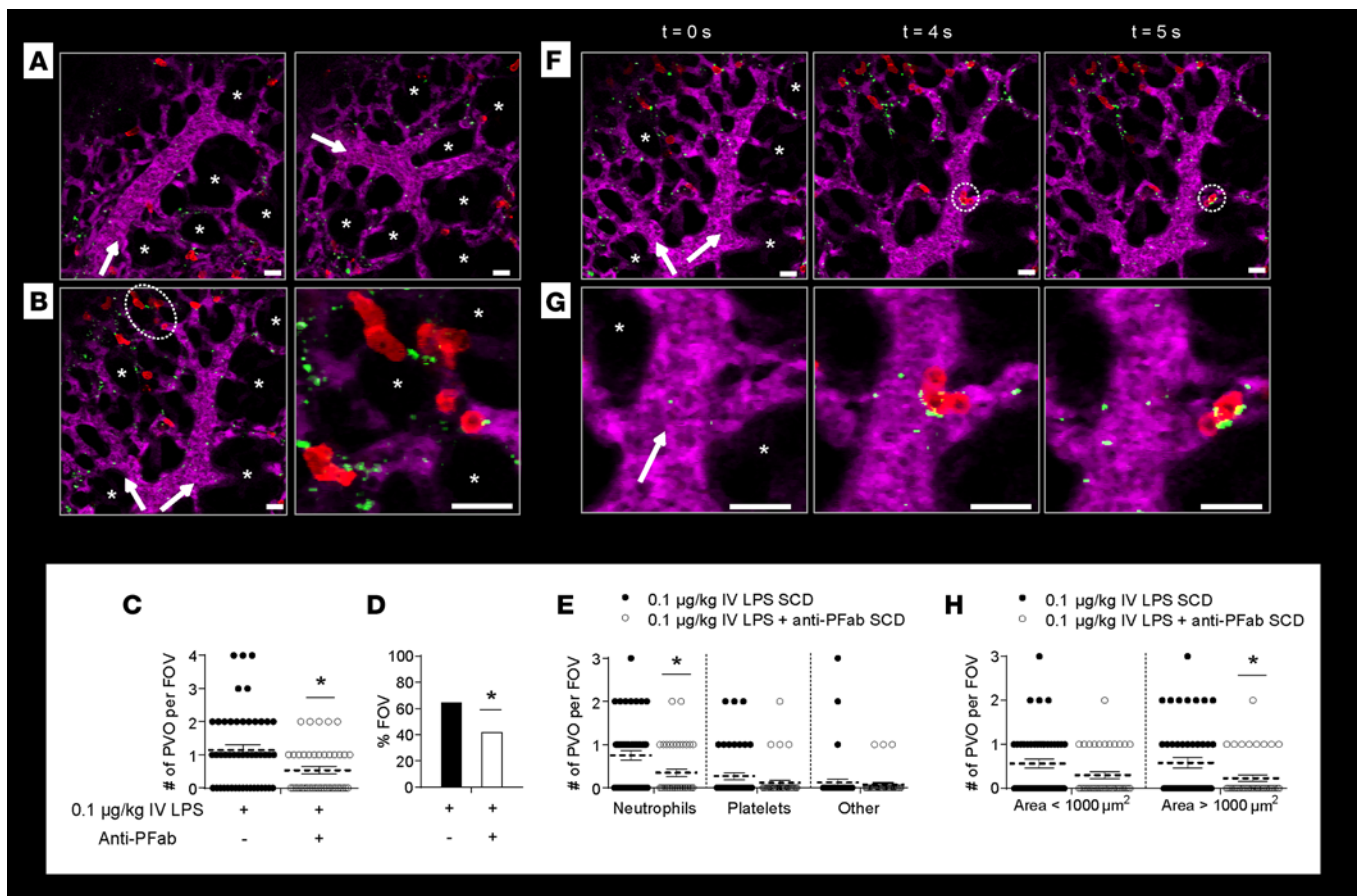 t = 0 s t = 4 s t = 5 s
A
F
*
B
G
C D E H
● 0.1 µg/kg IV LPS SCD
○ 0.1 µg/kg IV LPS + anti-PFab SCD
● 0.1 µg/kg IV LPS SCD
○ 0.1 µg/kg IV LPS + anti-PFab SCD
# of PVO per FOV
4
3
2
1
0
*
% FOV
100
80
60
40
20
0
*
# of PVO per FOV
3
2
1
0
*
Neutrophils Platelets Other
# of PVO per FOV
3
2
1
0
*
Area < 1000 µm²
Area > 1000 µm²
0.1 µg/kg IV LPS + + + +
Anti-PFab - + - +